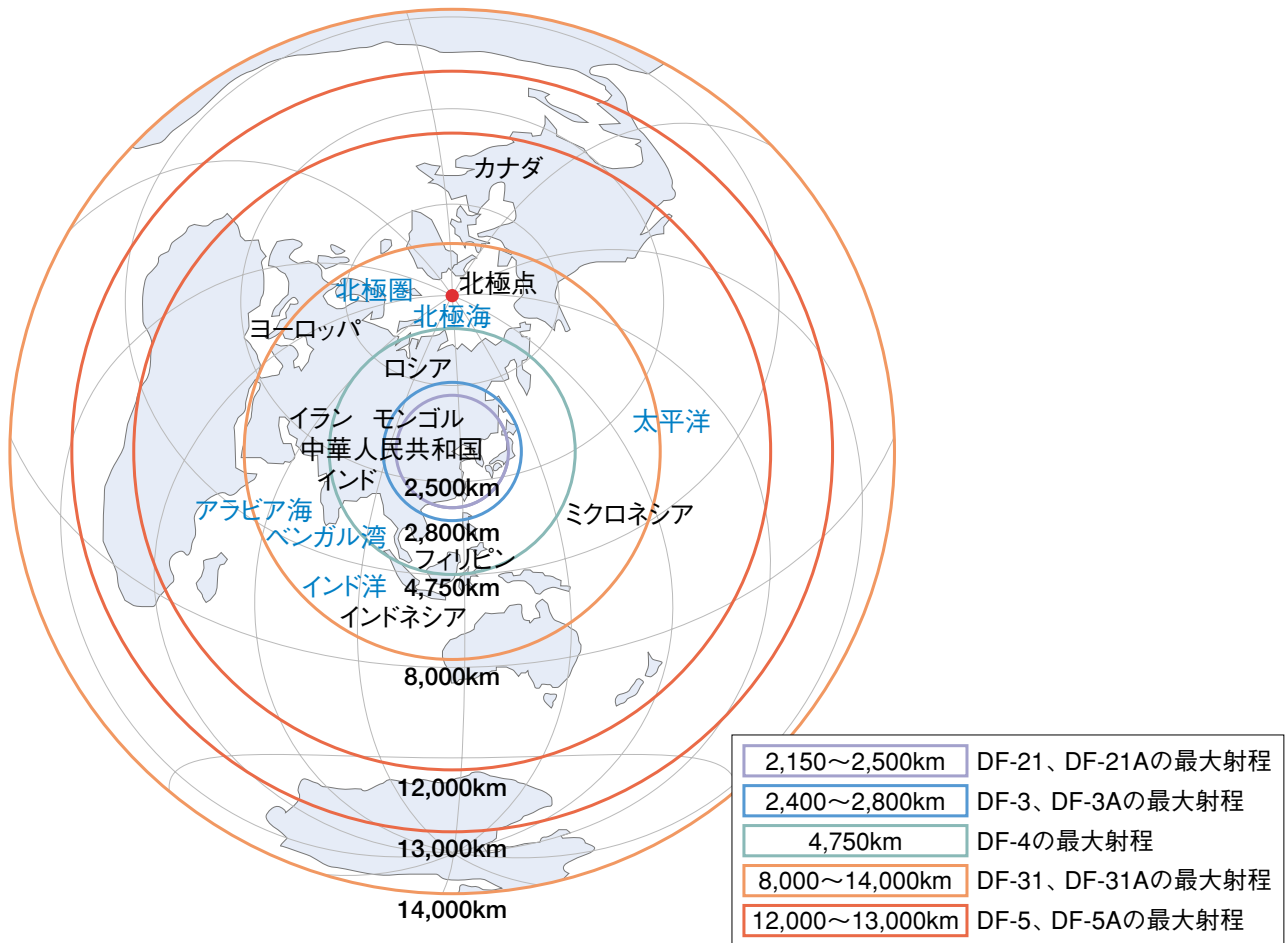 カナダ
北極点
北極圏
北極海
ヨーロッパ
ロシア
イラン
モンゴル
太平洋
中華人民共和国
インド
2,500km
アラビア海
ミクロネシア
ベンガル湾
2,800km
フィリピン
インド洋
4,750km
インドネシア
8,000km
12,000km
13,000km
14,000km
2,150〜2,500km DF-21、DF-21Aの最大射程
2,400〜2,800km DF-3、DF-3Aの最大射程
4,750km DF-4の最大射程
8,000〜14,000km DF-31、DF-31Aの最大射程
12,000〜13,000km DF-5、DF-5Aの最大射程